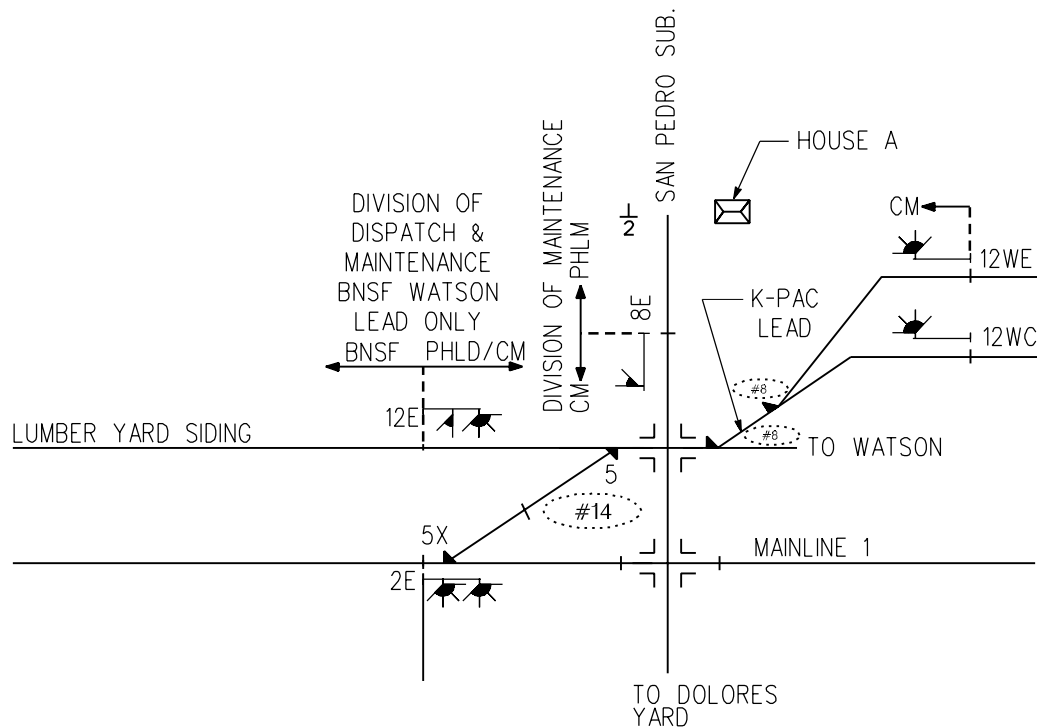 SAN PEDRO SUB.
HOUSE A
DIVISION OF
DISPATCH &
MAINTENANCE
BNSF WATSON
LEAD ONLY
BNSF PHLD/CM
DIVISION OF MAINTENANCE
CM PHLM
1/2
8E
CM
12WE
K-PAC
LEAD
12WC
#8
#8
12E
LUMBER YARD SIDING
TO WATSON
5
#14
5X
MAINLINE 1
2E
TO DOLORES
YARD